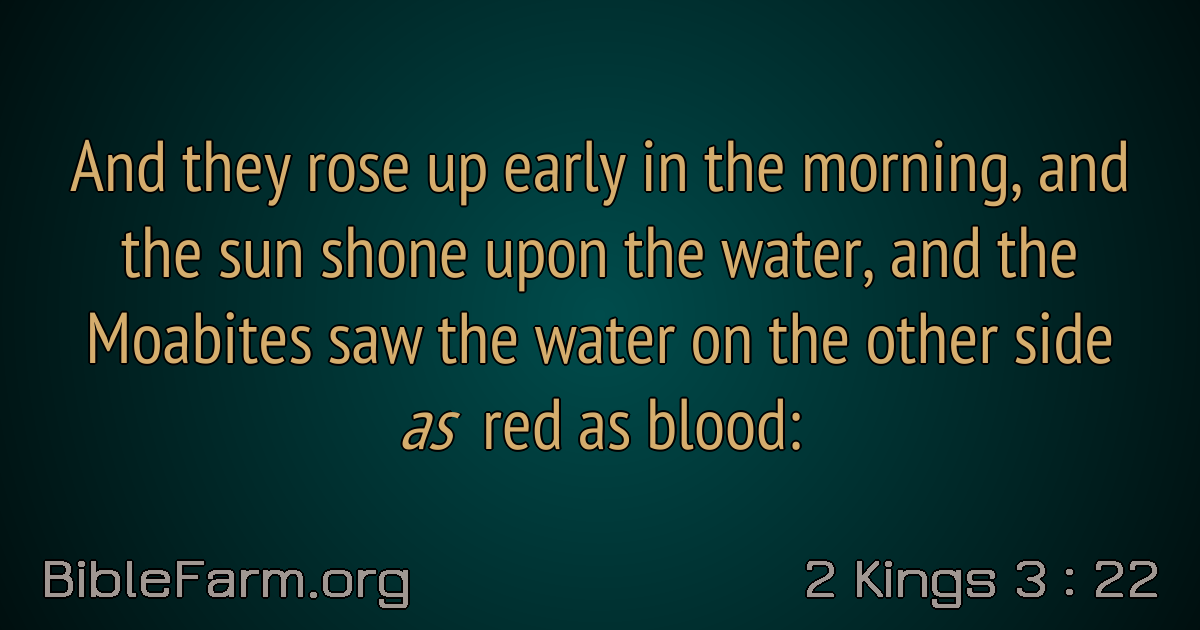 And they rose up early in the morning, and
the sun shone upon the water, and the
Moabites saw the water on the other side
as red as blood:
BibleFarm.org
2 Kings 3 : 22